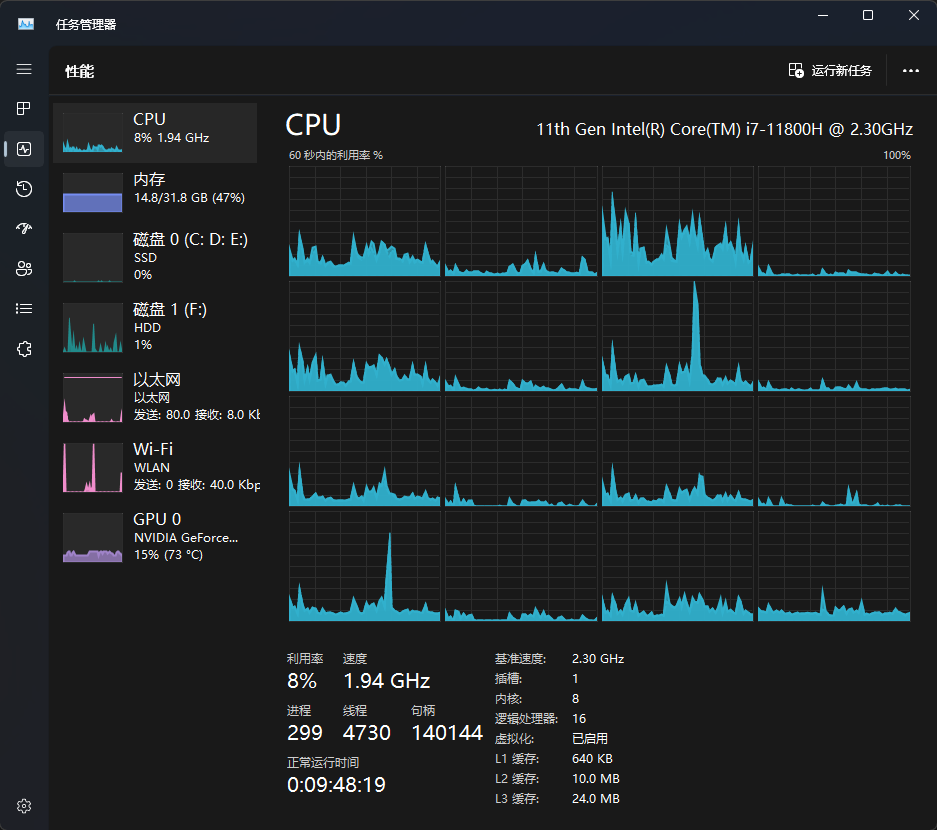 任务管理器
性能
运行新任务
CPU
8% 1.94 GHz
内存
14.8/31.8 GB (47%)
磁盘 0 (C: D: E:)
SSD
0%
磁盘 1 (F:)
HDD
1%
以太网
以太网
发送: 80.0 接收: 8.0 Kb
Wi-Fi
WLAN
发送: 0 接收: 40.0 Kbp
GPU 0
NVIDIA GeForce...
15% (73 °C)
CPU
11th Gen Intel(R) Core(TM) i7-11800H @ 2.30GHz
60 秒内的利用率 %
100%
利用率
速度
8%
1.94 GHz
进程
线程
句柄
299
4730
140144
正常运行时间
0:09:48:19
基准速度:
2.30 GHz
插槽:
1
内核:
8
逻辑处理器:
16
虚拟化:
已启用
L1 缓存:
640 KB
L2 缓存:
10.0 MB
L3 缓存:
24.0 MB